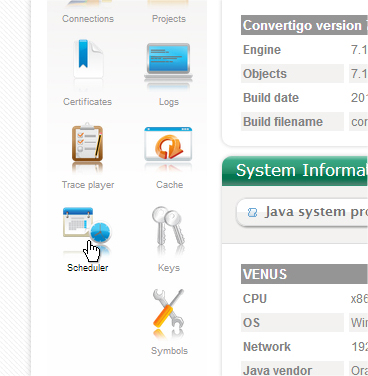 Connections Projects
Certificates Logs
Trace player Cache
Scheduler Keys
Symbols
Convertigo version
Engine 7.1
Objects 7.1
Build date 201
Build filename
System Informat
Java system pro
VENUS
CPU x86
OS Win
Network 192
Java vendor Ora